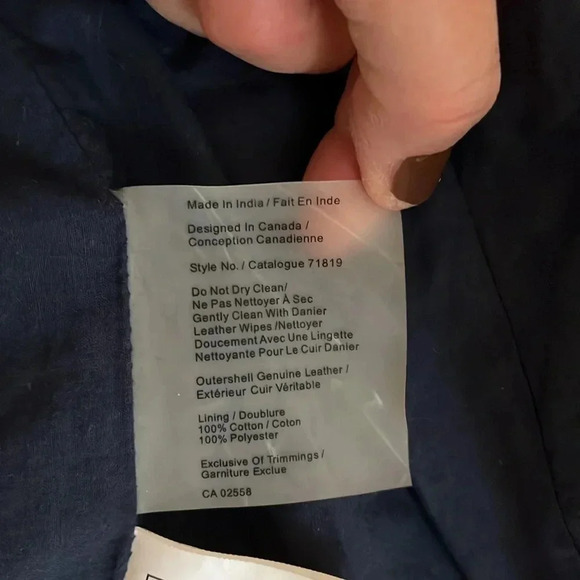 Made In India / Fait En Inde
Designed In Canada /
Conception Canadienne
Style No. / Catalogue 71819
Do Not Dry Clean/
Ne Pas Nettoyer À Sec
Gently Clean With Danier
Leather Wipes /Nettoyer
Doucement Avec Une Lingette
Nettoyante Pour Le Cuir Danier
Outershell Genuine Leather /
Extérieur Cuir Véritable
Lining / Doublure
100% Cotton / Coton
100% Polyester
Exclusive Of Trimmings /
Garniture Exclue
CA 02556